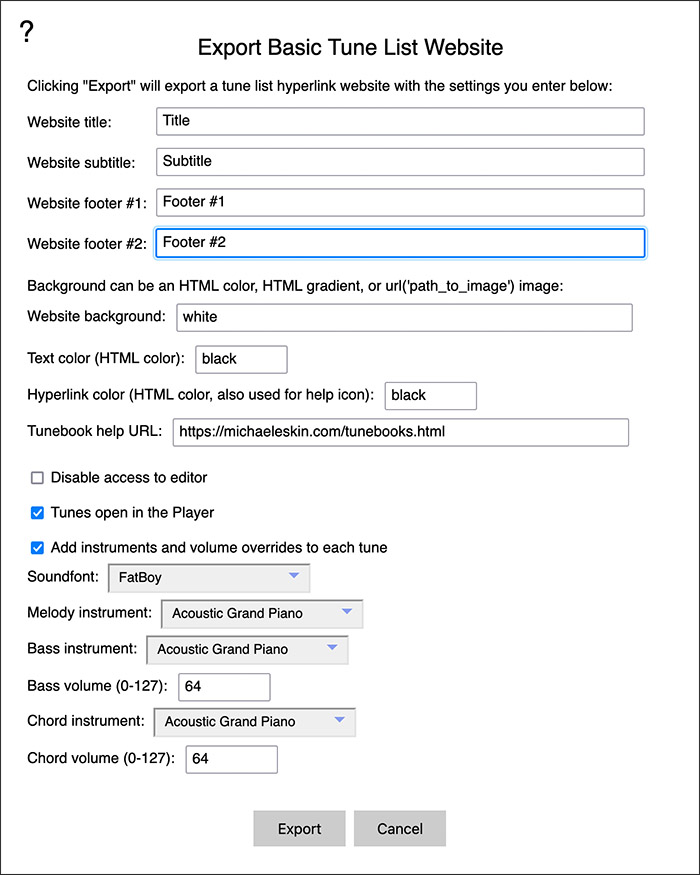 ?
Export Basic Tune List Website
Clicking "Export" will export a tune list hyperlink website with the settings you enter below:
Website title: Title
Website subtitle: Subtitle
Website footer #1: Footer #1
Website footer #2: Footer #2
Background can be an HTML color, HTML gradient, or url('path_to_image') image:
Website background: white
Text color (HTML color): black
Hyperlink color (HTML color, also used for help icon): black
Tunebook help URL: https://michaeleskin.com/tunebooks.html
Disable access to editor
Tunes open in the Player
Add instruments and volume overrides to each tune
Soundfont: FatBoy
Melody instrument: Acoustic Grand Piano
Bass instrument: Acoustic Grand Piano
Bass volume (0-127): 64
Chord instrument: Acoustic Grand Piano
Chord volume (0-127): 64
Export Cancel